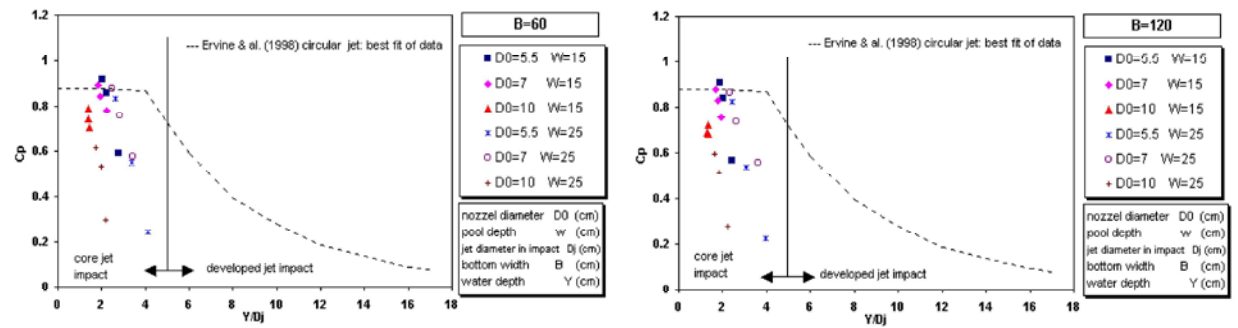 1.2
1
0.8
0.6
0.4
0.2
0
Cp
0 2 4 6 8 10 12 14 16 18
Y/Dj
--- Ervine & al. (1998) circular jet: best fit of data
core jet
impact
developed jet impact
B=60
D0=5.5 W=15
D0=7 W=15
D0=10 W=15
D0=5.5 W=25
D0=7 W=25
D0=10 W=25
nozzel diameter D0 (cm)
pool depth w (cm)
jet diameter in impact Dj (cm)
bottom width B (cm)
water depth Y (cm)
1.2
1
0.8
0.6
0.4
0.2
0
Cp
0 2 4 6 8 10 12 14 16 18
Y/Dj
--- Ervine & al. (1998) circular jet: best fit of data
core jet
impact
developed jet impact
B=120
D0=5.5 W=15
D0=7 W=15
D0=10 W=15
D0=5.5 W=25
D0=7 W=25
D0=10 W=25
nozzel diameter D0 (cm)
pool depth w (cm)
jet diameter in impact Dj (cm)
bottom width B (cm)
water depth Y (cm)